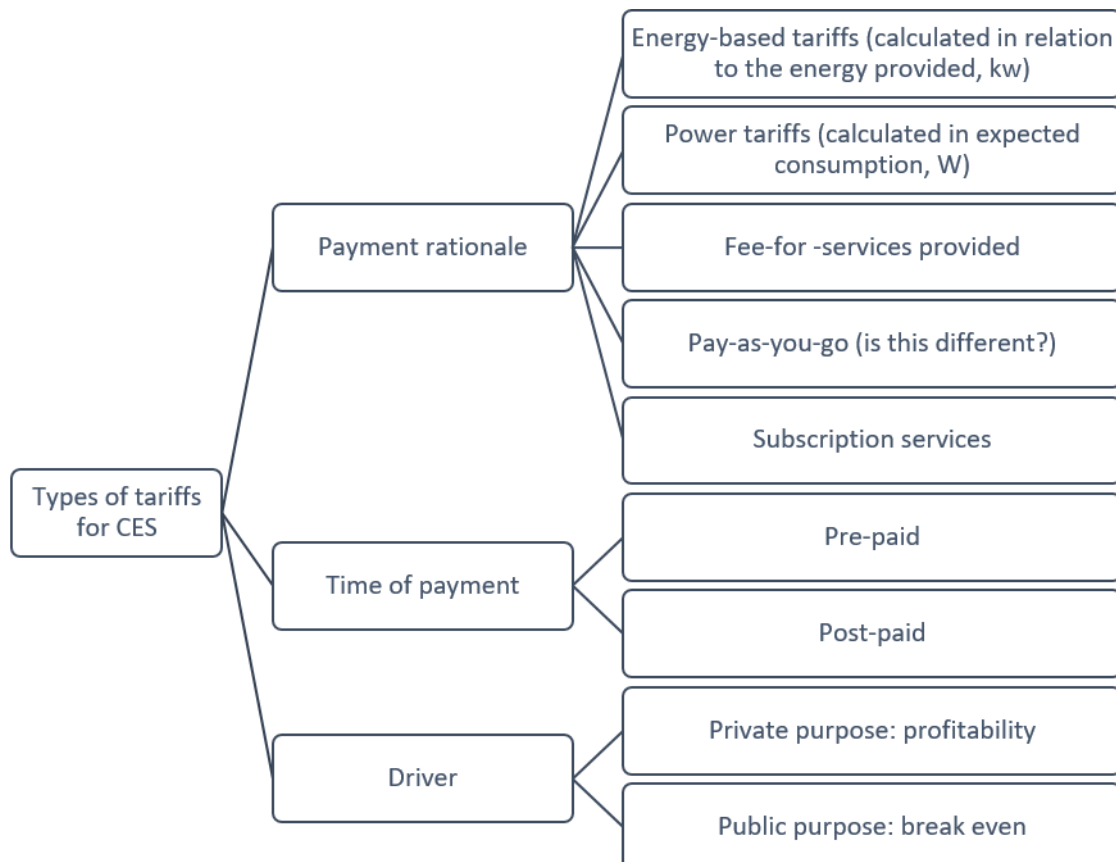 Energy-based tariffs (calculated in relation
to the energy provided, kw)
Power tariffs (calculated in expected
consumption, W)
Payment rationale
Fee-for -services provided
Pay-as-you-go (is this different?)
Subscription services
Types of tariffs
for CES
Pre-paid
Time of payment
Post-paid
Private purpose: profitability
Driver
Public purpose: break even